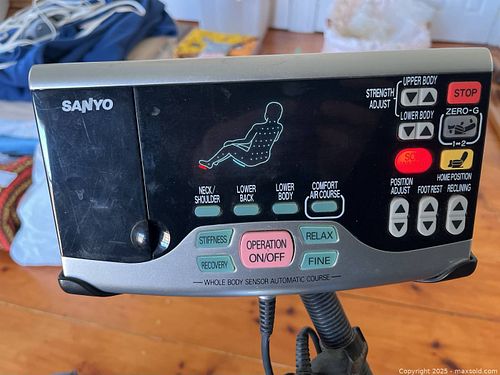 SANYO
UPPER BODY
STRENGTH
ADJUST
LOWER BODY
STOP
ZERO-G
1↔2
HOME POSITION
NECK/
SHOULDER
LOWER
BACK
LOWER
BODY
COMFORT
AIR COURSE
POSITION
ADJUST
FOOT REST
RECLINING
STIFFNESS
RECOVERY
OPERATION
ON/OFF
RELAX
FINE
WHOLE BODY SENSOR AUTOMATIC COURSE
Copyright 2025 - maxsold.com